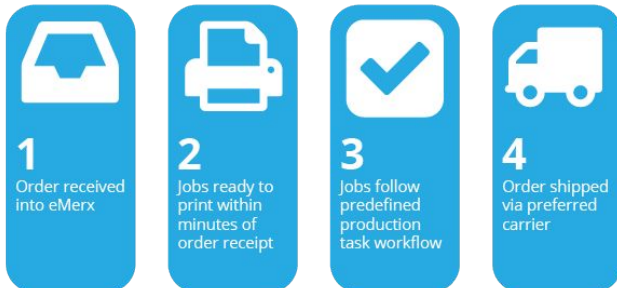 1
Order received
into eMerx
2
Jobs ready to
print within
minutes of
order receipt
3
Jobs follow
predefined
production
task workflow
4
Order shipped
via preferred
carrier